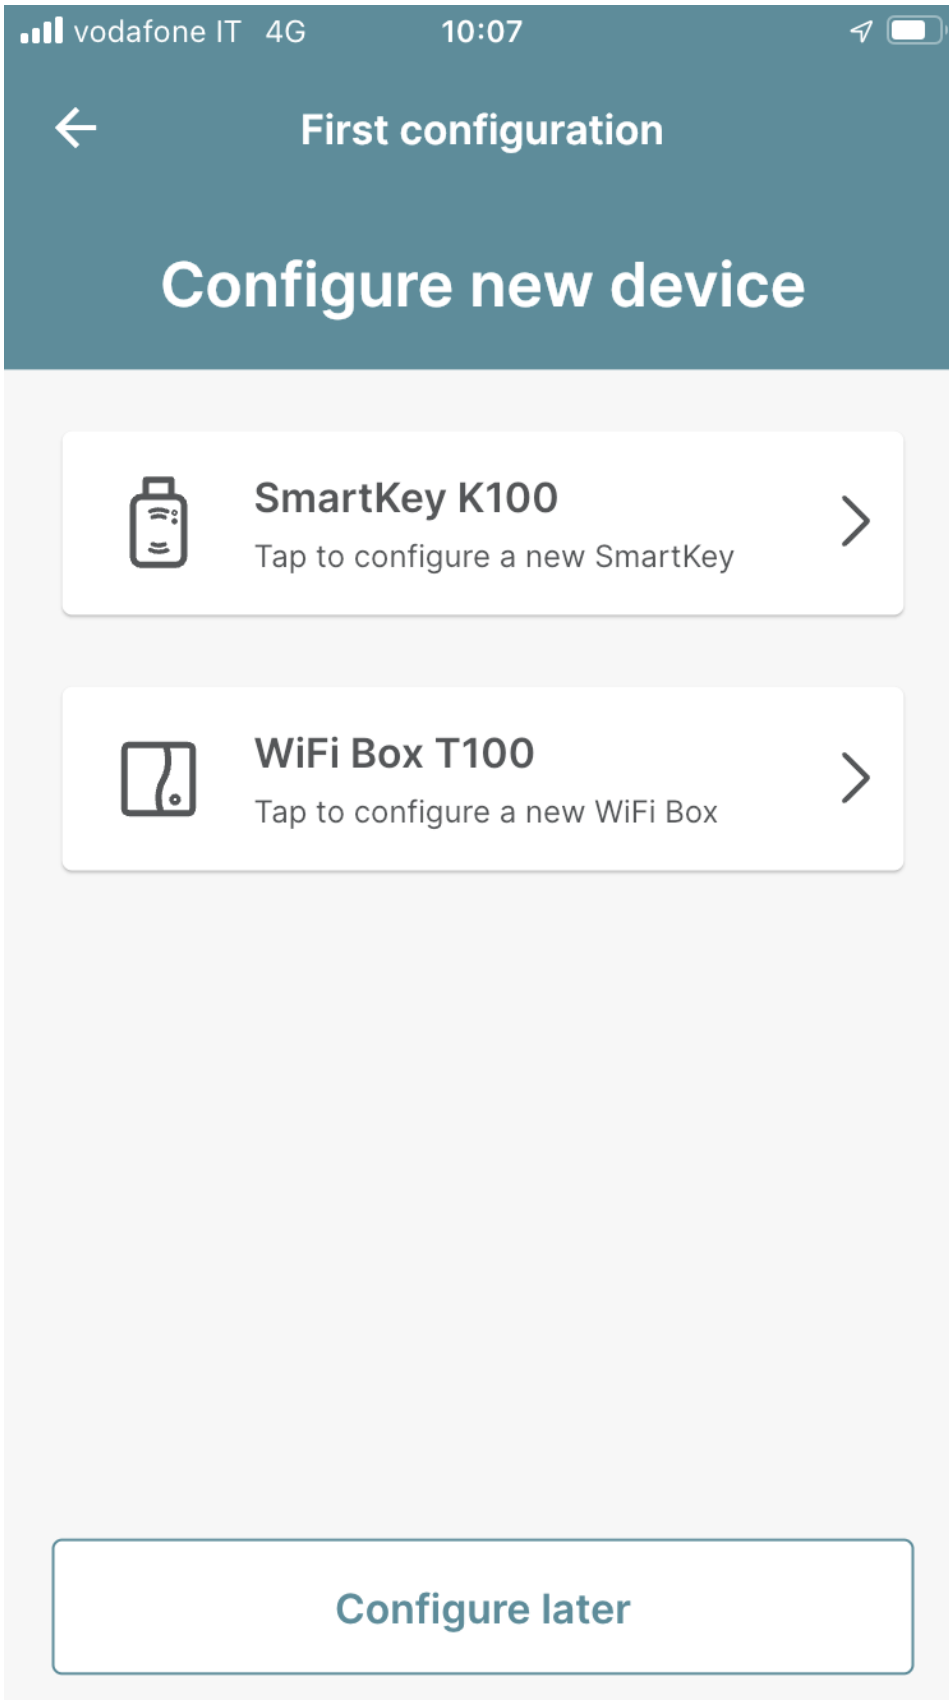 vodafone IT 4G 10:07
First configuration
Configure new device
SmartKey K100
Tap to configure a new SmartKey
WiFi Box T100
Tap to configure a new WiFi Box
Configure later